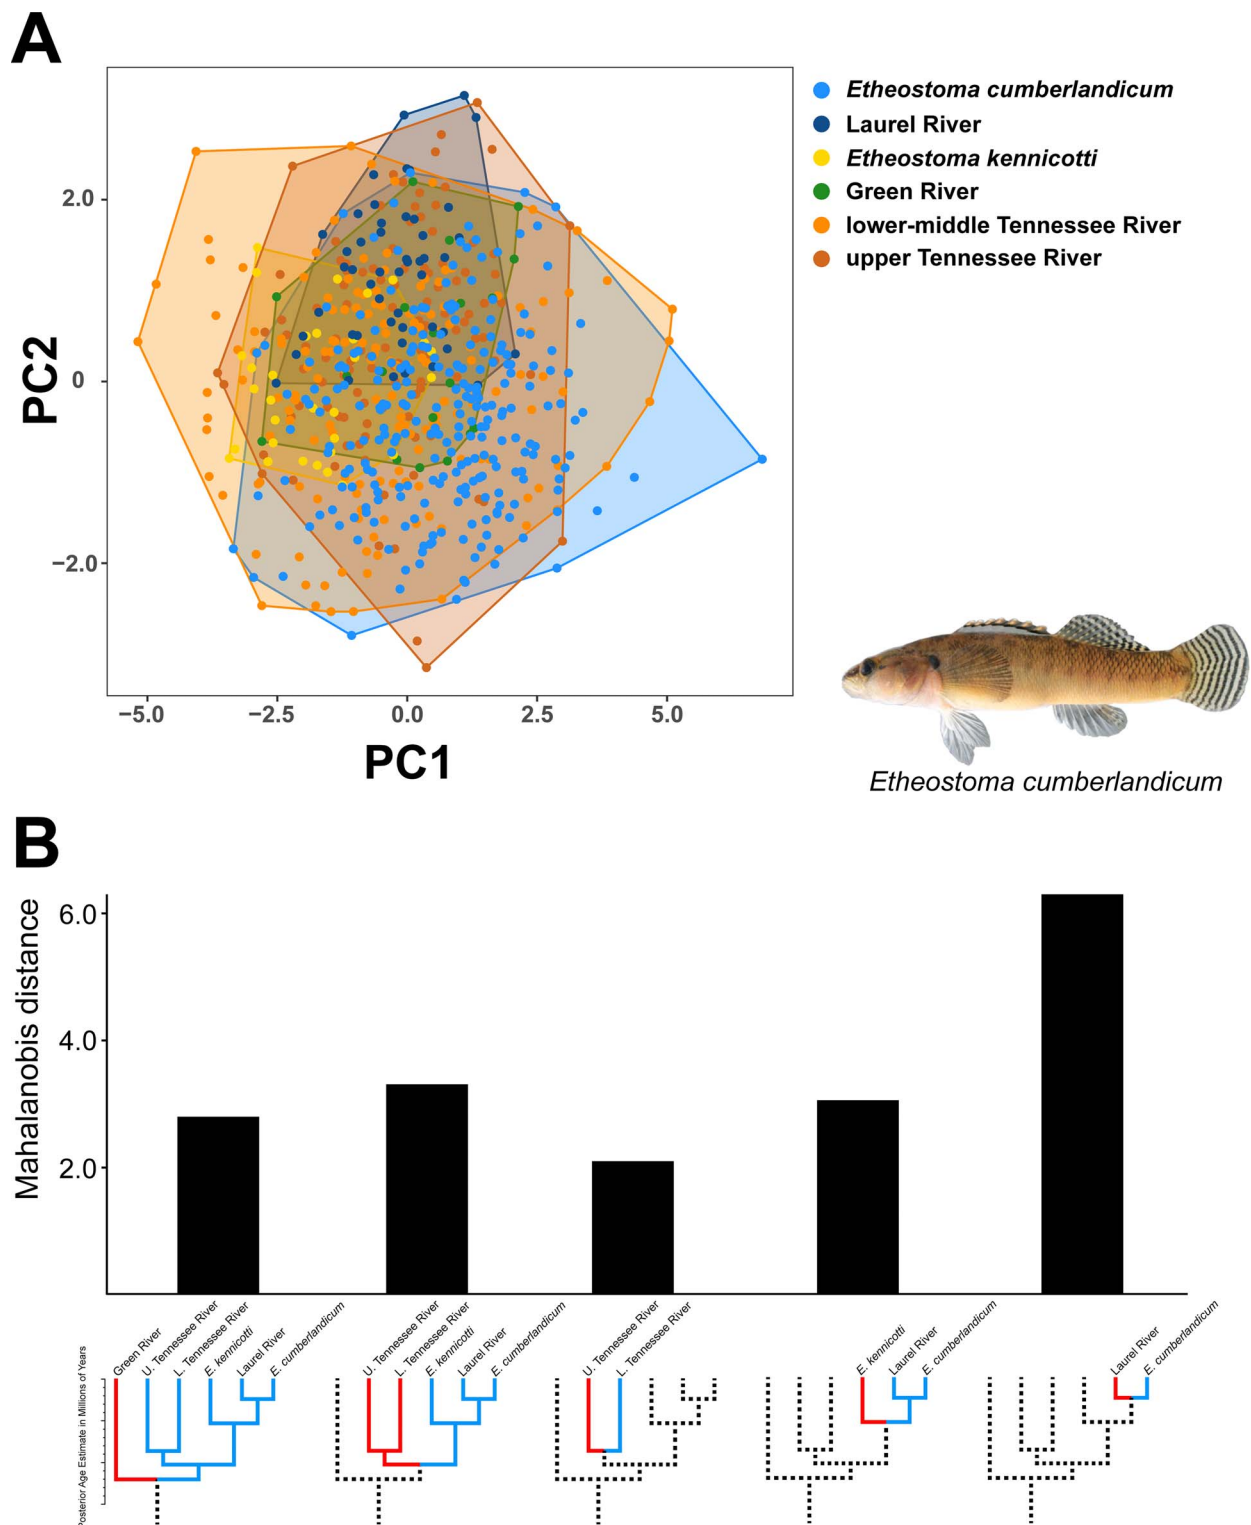 A
PC2
2.0
0
−2.0
−5.0
−2.5
0.0
2.5
5.0
PC1
Etheostoma cumberlandicum
Laurel River
Etheostoma kennicotti
Green River
lower-middle Tennessee River
upper Tennessee River
Etheostoma cumberlandicum
B
Mahalanobis distance
6.0
4.0
2.0
Posterior Age Estimate in Millions of Years
Green River
U. Tennessee River
L. Tennessee River
E. kennicotti
Laurel River
E. cumberlandicum
U. Tennessee River
L. Tennessee River
E. kennicotti
Laurel River
E. cumberlandicum
U. Tennessee River
L. Tennessee River
E. kennicotti
Laurel River
E. cumberlandicum
Laurel River
E. cumberlandicum